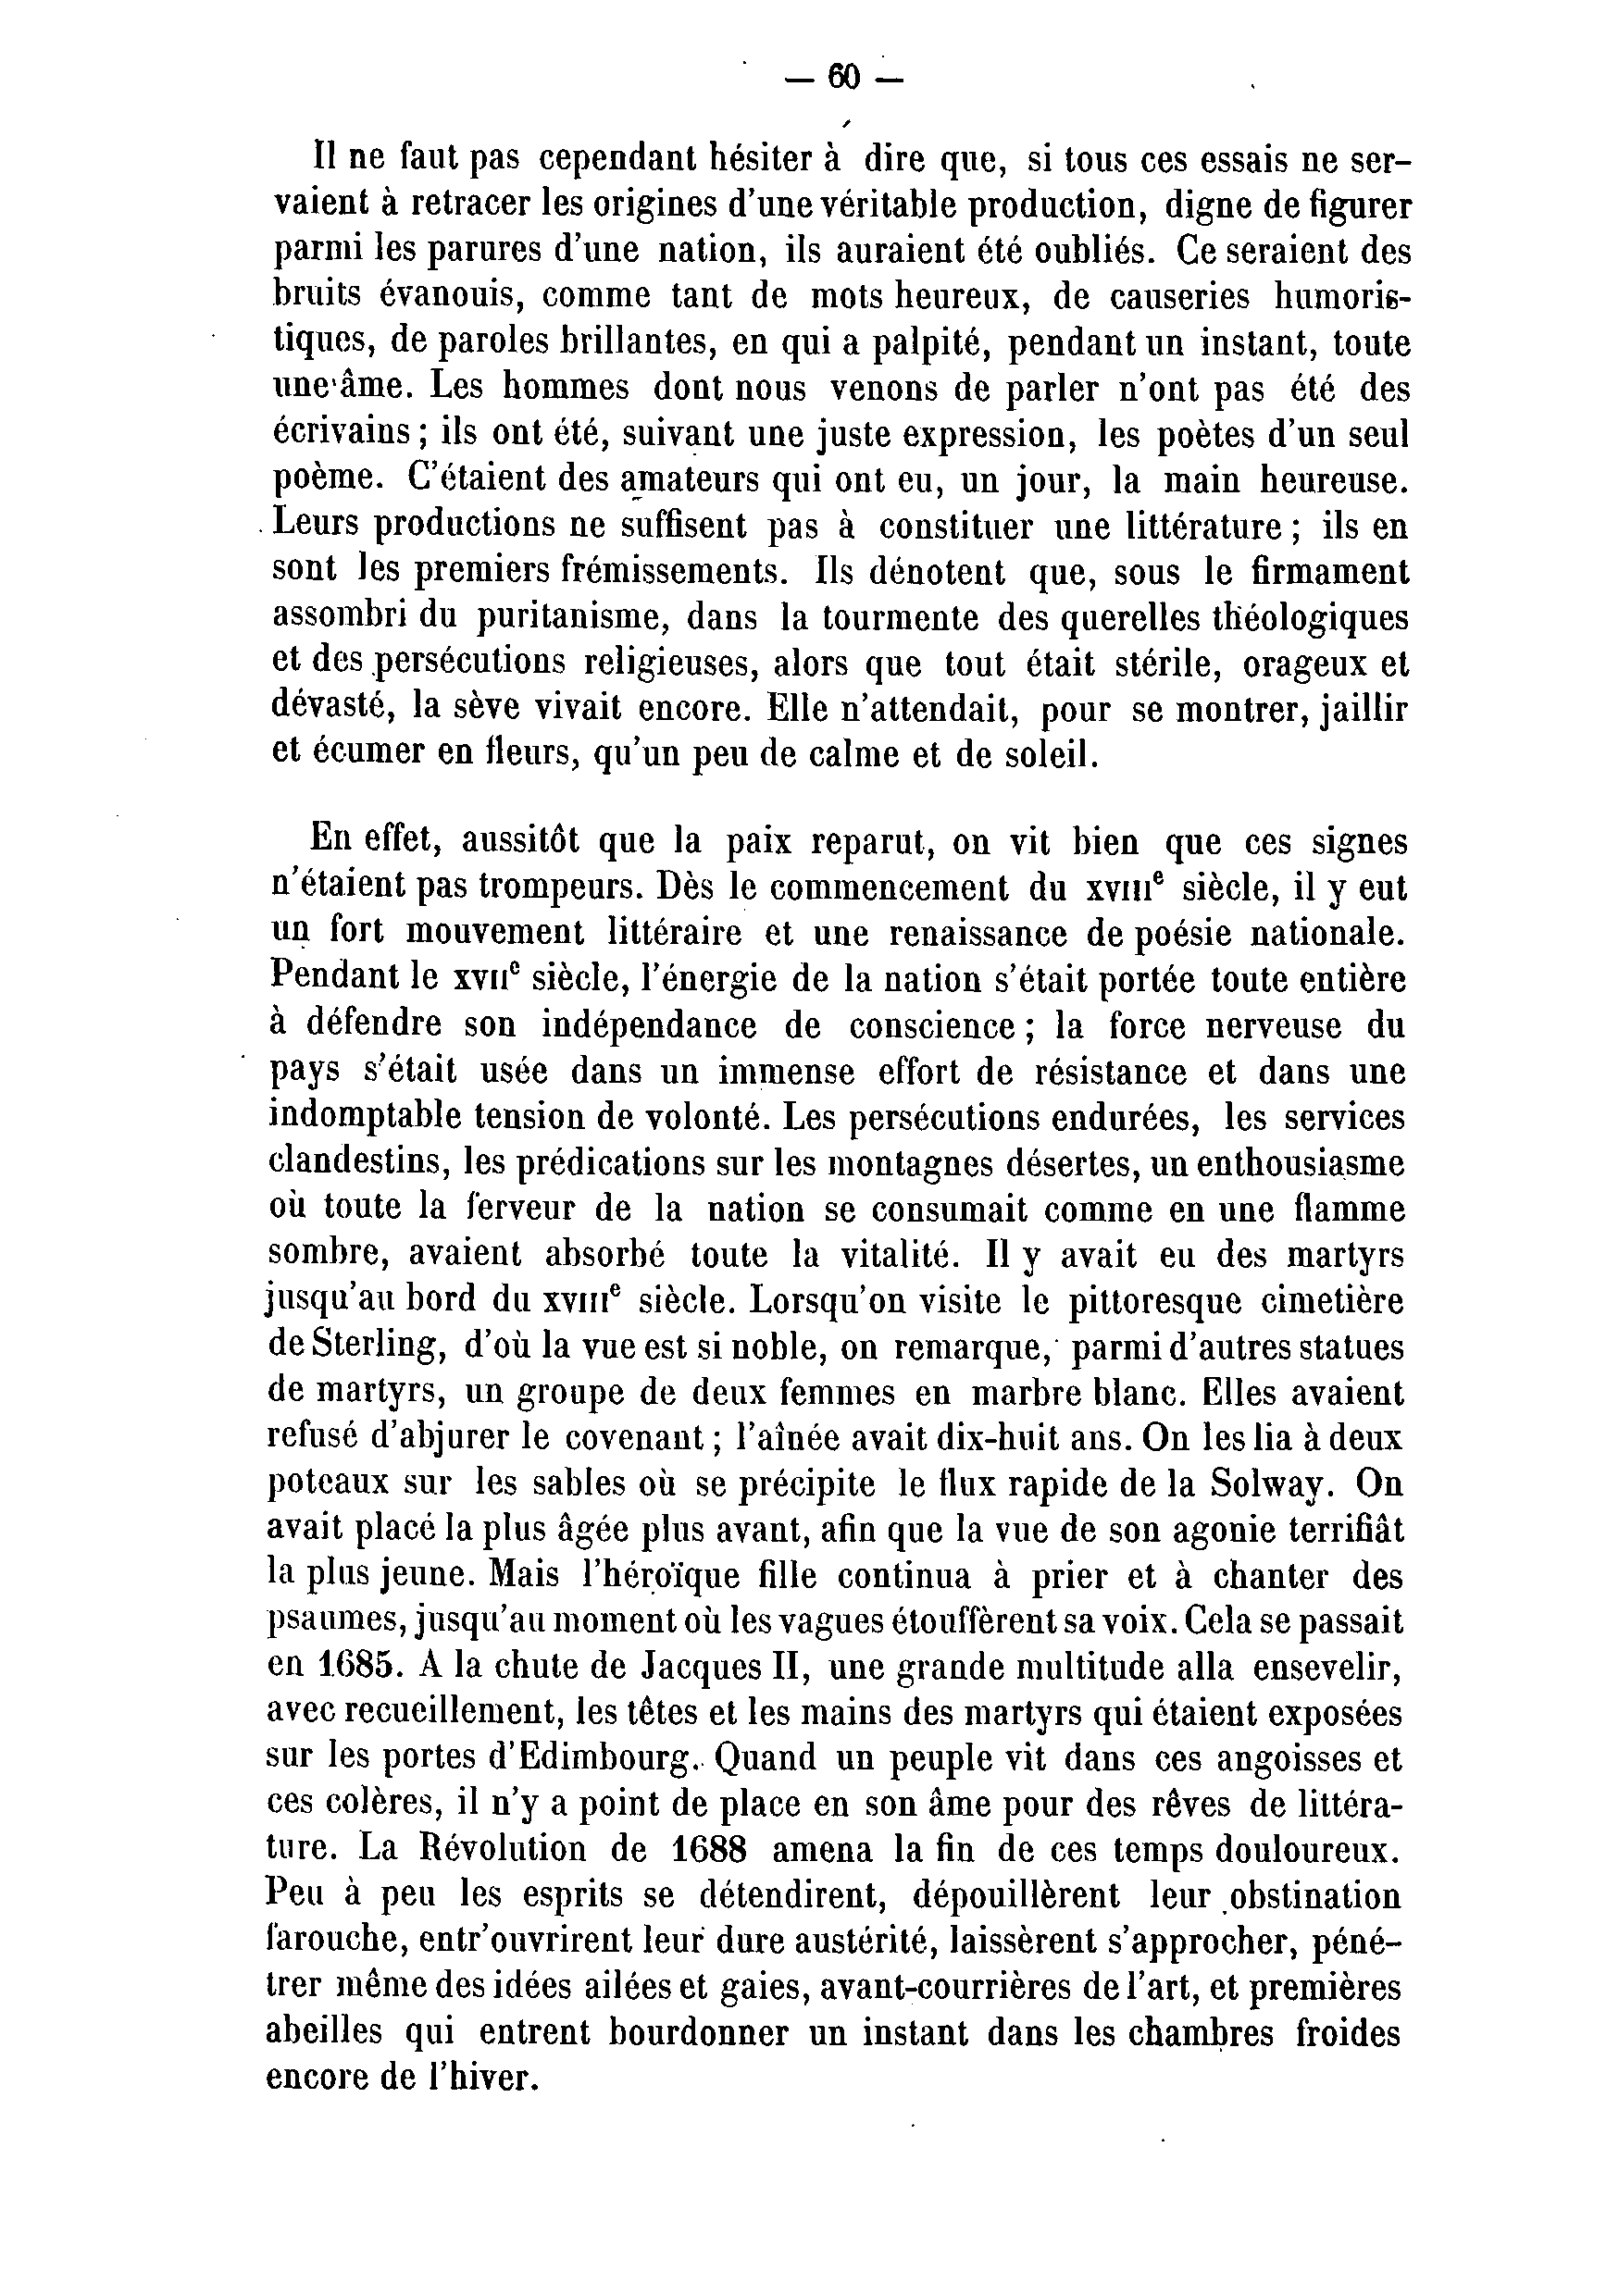 — 60 —
Il ne faut pas cependant hésiter à dire que, si tous ces essais ne ser-
vaient à retracer les origines d'une véritable production, digne de figurer
parmi les parures d'une nation, ils auraient été oubliés. Ce seraient des
bruits évanouis, comme tant de mots heureux, de causeries humoris-
tiques, de paroles brillantes, en qui a palpité, pendant un instant, toute
une âme. Les hommes dont nous venons de parler n'ont pas été des
écrivains ; ils ont été, suivant une juste expression, les poètes d'un seul
poème. C'étaient des amateurs qui ont eu, un jour, la main heureuse.
Leurs productions ne suffisent pas à constituer une littérature ; ils en
sont les premiers frémissements. Ils dénotent que, sous le firmament
assombri du puritanisme, dans la tourmente des querelles théologiques
et des persécutions religieuses, alors que tout était stérile, orageux et
dévasté, la sève vivait encore. Elle n'attendait, pour se montrer, jaillir
et écumer en fleurs, qu'un peu de calme et de soleil.
En effet, aussitôt que la paix reparut, on vit bien que ces signes
n'étaient pas trompeurs. Dès le commencement du XVIIIe siècle, il y eut
un fort mouvement littéraire et une renaissance de poésie nationale.
Pendant le XVIIe siècle, l'énergie de la nation s'était portée toute entière
à défendre son indépendance de conscience ; la force nerveuse du
pays s'était usée dans un immense effort de résistance et dans une
indomptable tension de volonté. Les persécutions endurées, les services
clandestins, les prédications sur les montagnes désertes, un enthousiasme
où toute la ferveur de la nation se consumait comme en une flamme
sombre, avaient absorbé toute la vitalité. Il y avait eu des martyrs
jusqu'au bord du XVIIIe siècle. Lorsqu'on visite le pittoresque cimetière
de Sterling, d'où la vue est si noble, on remarque, parmi d'autres statues
de martyrs, un groupe de deux femmes en marbre blanc. Elles avaient
refusé d'abjurer le covenant ; l'aînée avait dix-huit ans. On les lia à deux
poteaux sur les sables où se précipite le flux rapide de la Solway. On
avait placé la plus âgée plus avant, afin que la vue de son agonie terrifiât
la plus jeune. Mais l'héroïque fille continua à prier et à chanter des
psaumes, jusqu'au moment où les vagues étouffèrent sa voix. Cela se passait
en 1685. A la chute de Jacques II, une grande multitude alla ensevelir,
avec recueillement, les têtes et les mains des martyrs qui étaient exposées
sur les portes d'Edimbourg. Quand un peuple vit dans ces angoisses et
ces colères, il n'y a point de place en son âme pour des rêves de littéra-
ture. La Révolution de 1688 amena la fin de ces temps douloureux.
Peu à peu les esprits se détendirent, dépouillèrent leur obstination
farouche, entr'ouvrirent leur dure austérité, laissèrent s'approcher, péné-
trer même des idées ailées et gaies, avant-courrières de l'art, et premières
abeilles qui entrent bourdonner un instant dans les chambres froides
encore de l'hiver.